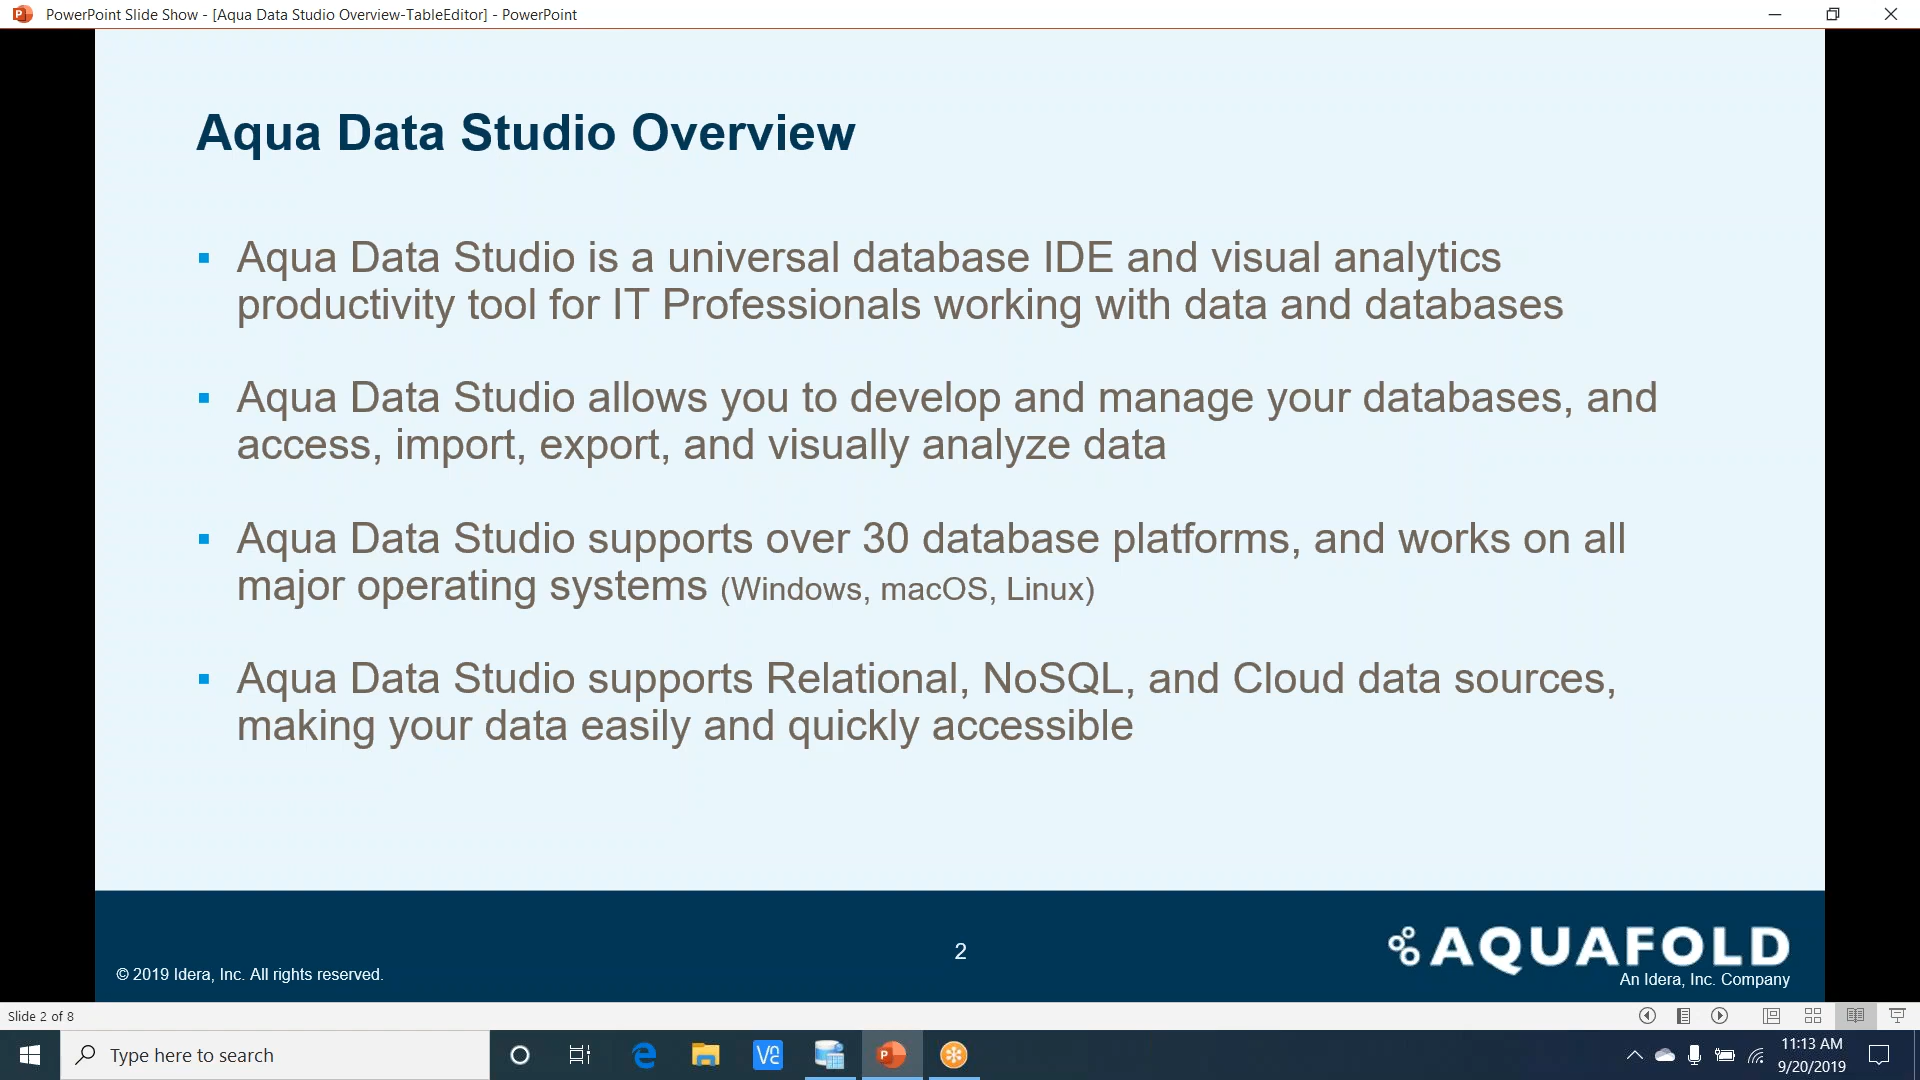 PowerPoint Slide Show - [Aqua Data Studio Overview-TableEditor] - PowerPoint
Aqua Data Studio Overview
Aqua Data Studio is a universal database IDE and visual analytics
productivity tool for IT Professionals working with data and databases
Aqua Data Studio allows you to develop and manage your databases, and
access, import, export, and visually analyze data
Aqua Data Studio supports over 30 database platforms, and works on all
major operating systems (Windows, macOS, Linux)
Aqua Data Studio supports Relational, NoSQL, and Cloud data sources,
making your data easily and quickly accessible
© 2019 Idera, Inc. All rights reserved.
2
AQUAFOLD
An Idera, Inc. Company
Slide 2 of 8
Type here to search
11:13 AM
9/20/2019